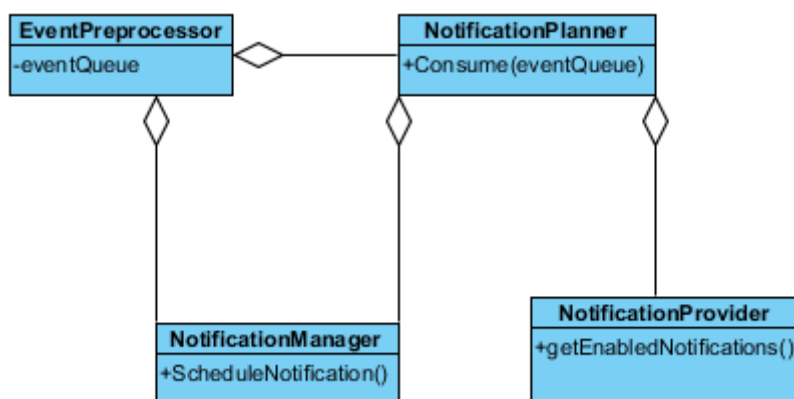 EventPreprocessor
-eventQueue
NotificationPlanner
+Consume(eventQueue)
NotificationManager
+ScheduleNotification()
NotificationProvider
+getEnabledNotifications()